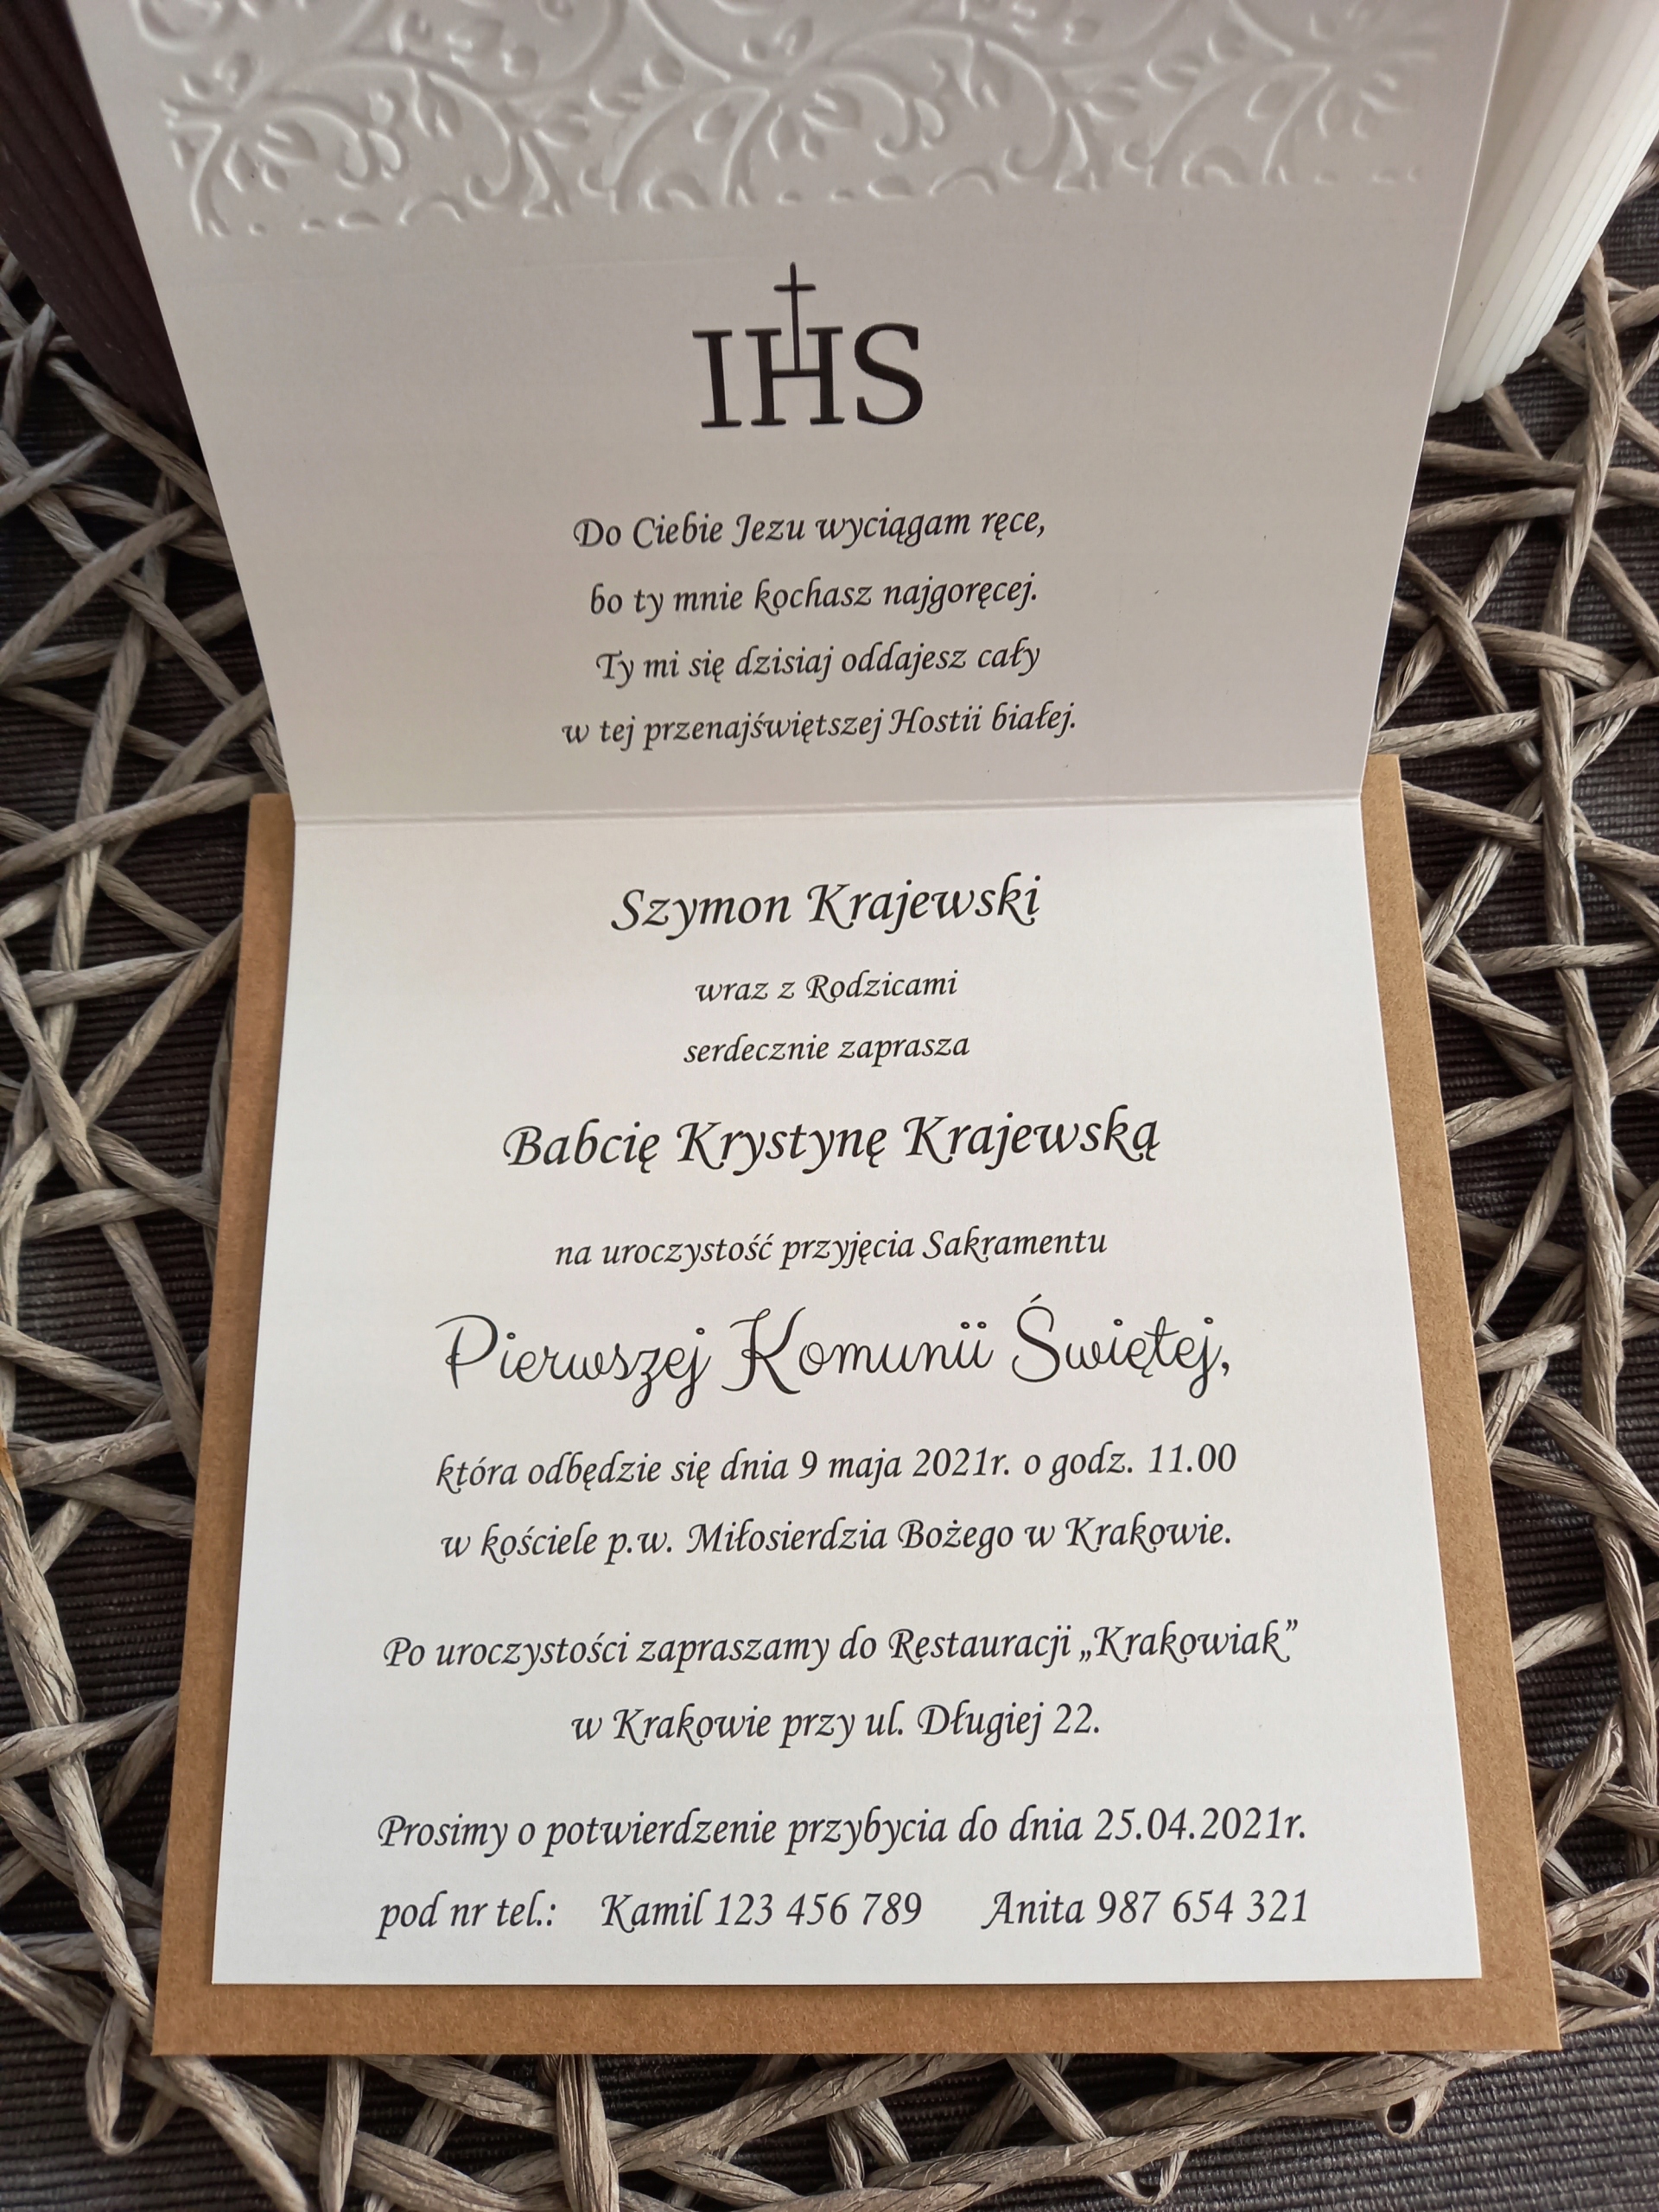 IHS
Do Ciebie Jezu wyciągam ręce,
bo ty mnie kochasz najgoręcej.
Ty mi się dzisiaj oddajesz cały
w tej przenajświętszej Hostii białej.
Szymon Krajewski
wraz z Rodzicami
serdecznie zaprasza
Babcię Krystynę Krajewską
na uroczystość przyjęcia Sakramentu
Pierwszej Komunii Świętej,
która odbędzie się dnia 9 maja 2021r. o godz. 11.00
w kościele p.w. Miłosierdzia Bożego w Krakowie.
Po uroczystości zapraszamy do Restauracji „Krakowiak”
w Krakowie przy ul. Długiej 22.
Prosimy o potwierdzenie przybycia do dnia 25.04.2021r.
pod nr tel.: Kamil 123 456 789 Anita 987 654 321